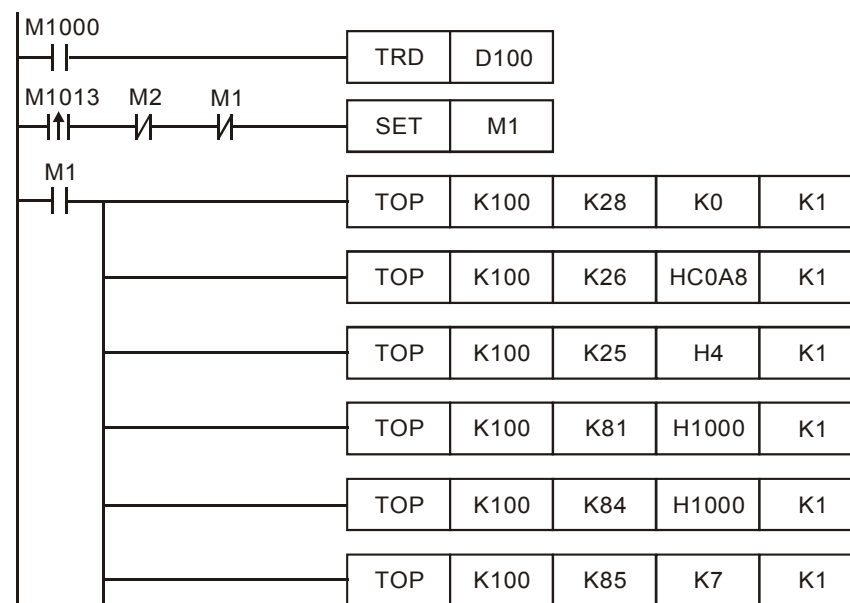 M1000
TRD D100
M1013 M2 M1
SET M1
M1
TOP K100 K28 K0 K1
TOP K100 K26 HC0A8 K1
TOP K100 K25 H4 K1
TOP K100 K81 H1000 K1
TOP K100 K84 H1000 K1
TOP K100 K85 K7 K1